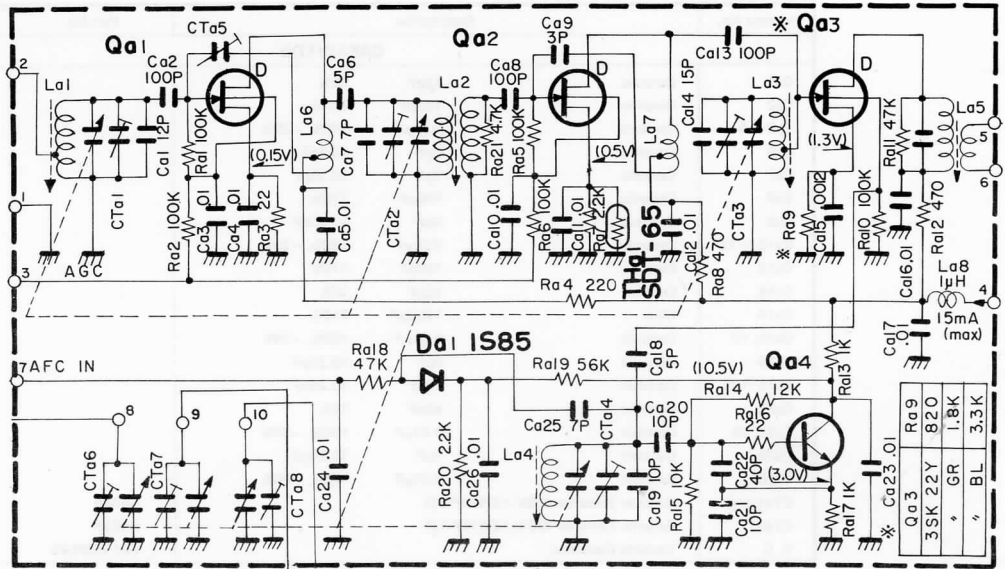 Qa1
CTa5
Qa2
Ca9
3P
※
Qa3
2
La1
Ca2
100P
D
Ca6
5P
La2
Ca8
100P
D
Ca13 100P
La3
D
La5
5
6
Ca1 12P
Ra1 100K
La6
Ca7 7P
Ra21 4.7K
Ra5 100K
La7
Ca14 15P
Ra11 47K
(0.15V)
(0.5V)
(1.3V)
1
CTa1
Ra2 100K
Ca3 .01
Ca4 .01
Ra3 22
Ca5 .01
CTa2
Ca10 .01
Ra6 100K
Ca11 .01
Ra7 2.2K
THa1
SDT-65
Ca12 .01
Ra8 470
CTa3
Ra9
※
Ca15 .0012
Ra10 100K
Ca16 .01
Ra12 470
3
AGC
Ra4 220
La8
1μH
4
15mA
(max)
Ca17
.01
7 AFC IN
Ra18
47K
Da1 1S85
Ra19 56K
Ca18
5P
(10.5V)
Qa4
Ra13 1K
Ra14 12K
Ra16
22
8
9
10
Ca25 7P
CTa4
Ca20
10P
CTa6
CTa7
CTa8
Ca24 .01
Ra20 2.2K
Ca26 .01
La4
Ca19 10P
Ra15 10K
Ca22
40P
Ca21
10P
(3.0V)
Ra17 1K
Ca23 .01
※
Qa3 Ra9
3SK 22Y 820
〃 GR 1.8K
〃 BL 3.3K